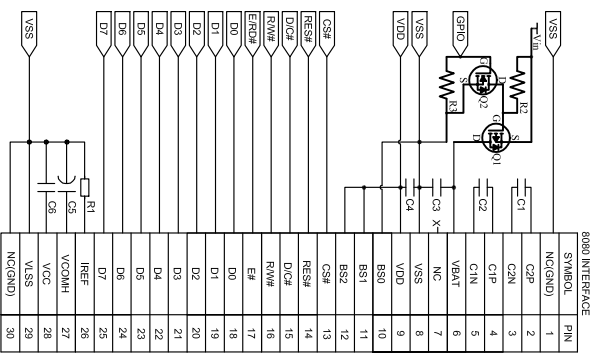 8080 INTERFACE
SYMBOL PIN
NC(GND) 1
C2P 2
C2N 3
C1P 4
C1N 5
VBAT 6
NC 7
VSS 8
VDD 9
BS0 10
BS1 11
BS2 12
CS# 13
RES# 14
D/C# 15
R/W# 16
E# 17
D0 18
D1 19
D2 20
D3 21
D4 22
D5 23
D6 24
D7 25
IREF 26
VCOMH 27
VCC 28
VLSS 29
NC(GND) 30
VSS
Vin
GPIO
VSS
VDD
CS#
RES#
D/C#
R/W#
E/RD#
D0
D1
D2
D3
D4
D5
D6
D7
VSS
R2
S
G
D
Q1
D
G
S
Q2
R3
C1
C2
C3
X
C4
R1
C5
C6